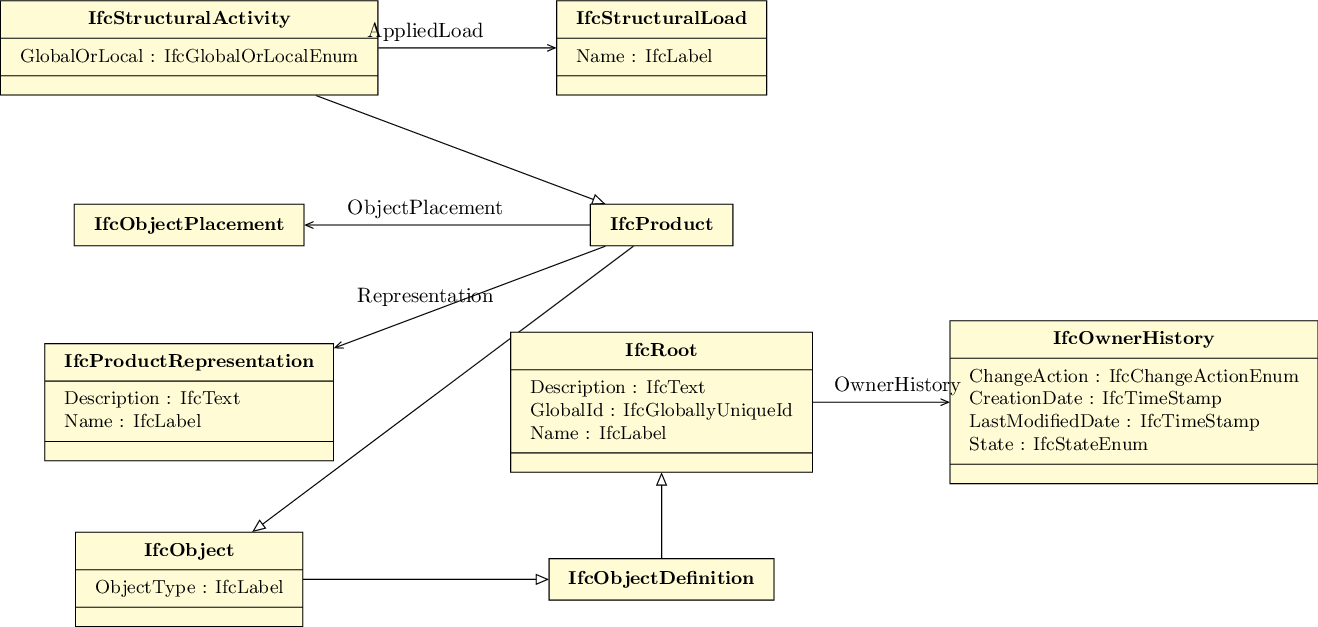 IfcStructuralActivity
GlobalOrLocal : IfcGlobalOrLocalEnum
AppliedLoad
IfcStructuralLoad
Name : IfcLabel
IfcObjectPlacement
ObjectPlacement
IfcProduct
Representation
IfcProductRepresentation
Description : IfcText
Name : IfcLabel
IfcRoot
Description : IfcText
GlobalId : IfcGloballyUniqueId
Name : IfcLabel
OwnerHistory
IfcOwnerHistory
ChangeAction : IfcChangeActionEnum
CreationDate : IfcTimeStamp
LastModifiedDate : IfcTimeStamp
State : IfcStateEnum
IfcObject
ObjectType : IfcLabel
IfcObjectDefinition